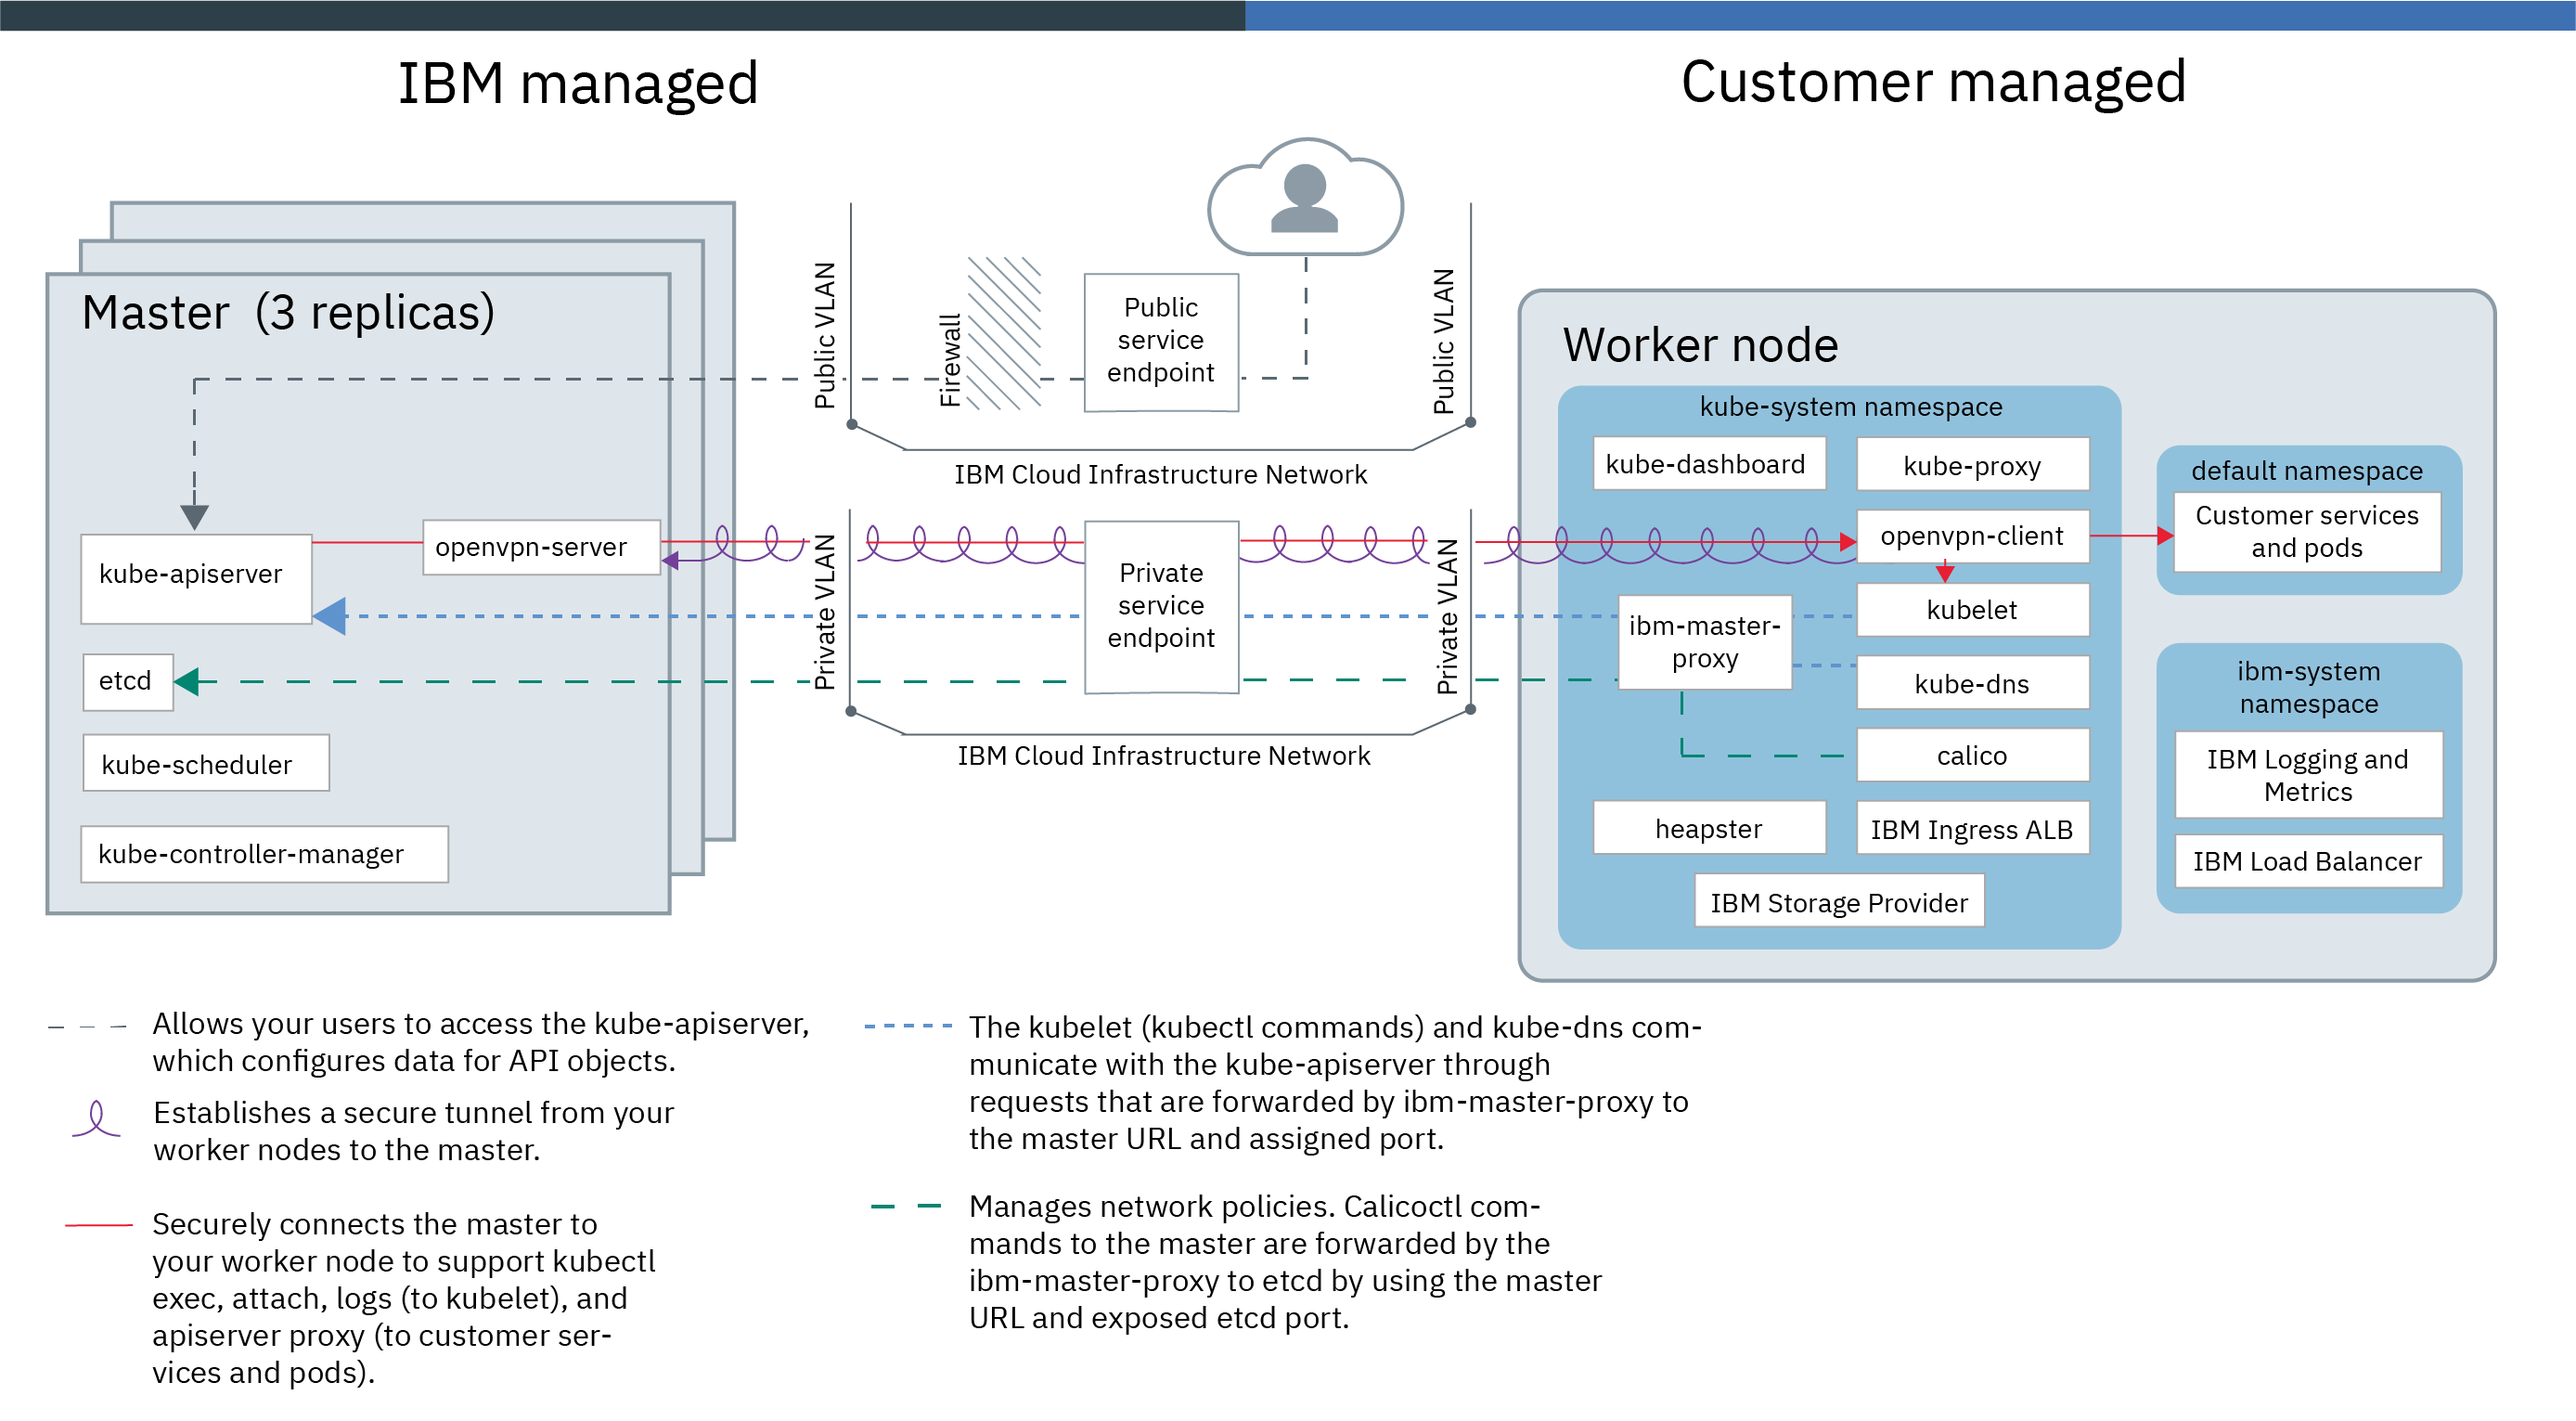 IBM managed
Customer managed
Master (3 replicas)
kube-apiserver
openvpn-server
etcd
kube-scheduler
kube-controller-manager
Public VLAN
Firewall
Public
service
endpoint
Public VLAN
IBM Cloud Infrastructure Network
Private VLAN
Private
service
endpoint
Private VLAN
IBM Cloud Infrastructure Network
Worker node
kube-system namespace
kube-dashboard
kube-proxy
openvpn-client
kubelet
ibm-master-
proxy
kube-dns
calico
heapster
IBM Ingress ALB
IBM Storage Provider
default namespace
Customer services
and pods
ibm-system
namespace
IBM Logging and
Metrics
IBM Load Balancer
Allows your users to access the kube-apiserver,
which configures data for API objects.
Establishes a secure tunnel from your
worker nodes to the master.
Securely connects the master to
your worker node to support kubectl
exec, attach, logs (to kubelet), and
apiserver proxy (to customer ser-
vices and pods).
The kubelet (kubectl commands) and kube-dns com-
municate with the kube-apiserver through
requests that are forwarded by ibm-master-proxy to
the master URL and assigned port.
Manages network policies. Calicoctl com-
mands to the master are forwarded by the
ibm-master-proxy to etcd by using the master
URL and exposed etcd port.